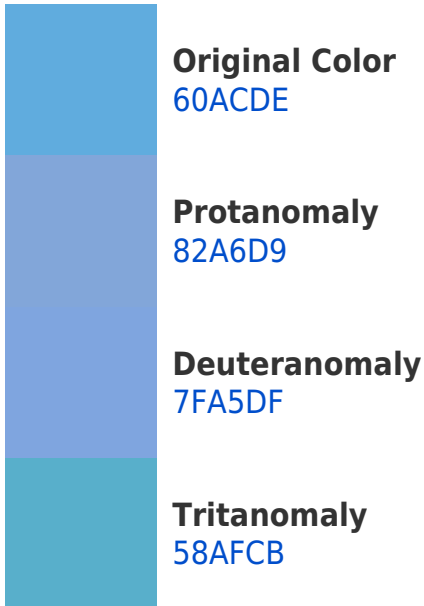 Original Color
60ACDE
Protanomaly
82A6D9
Deuteranomaly
7FA5DF
Tritanomaly
58AFCB